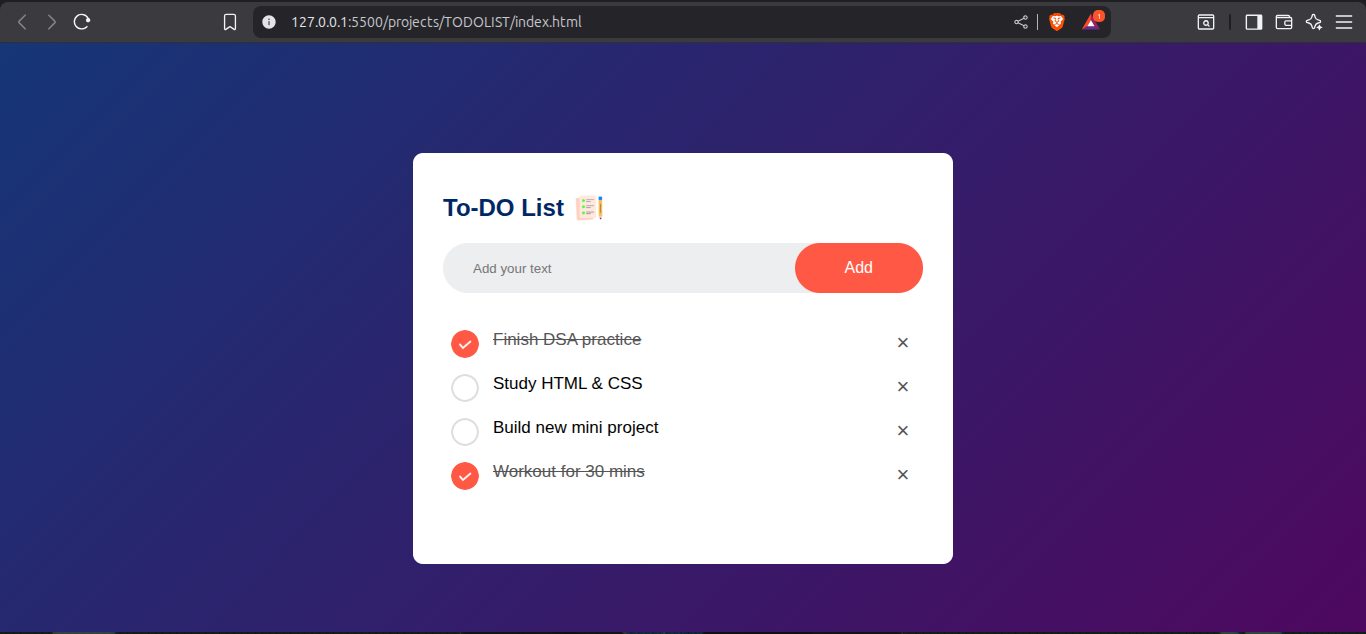 127.0.0.1:5500/projects/TODOLIST/index.html
1
To-DO List
Add your text
Add
Finish DSA practice
Study HTML & CSS
Build new mini project
Workout for 30 mins